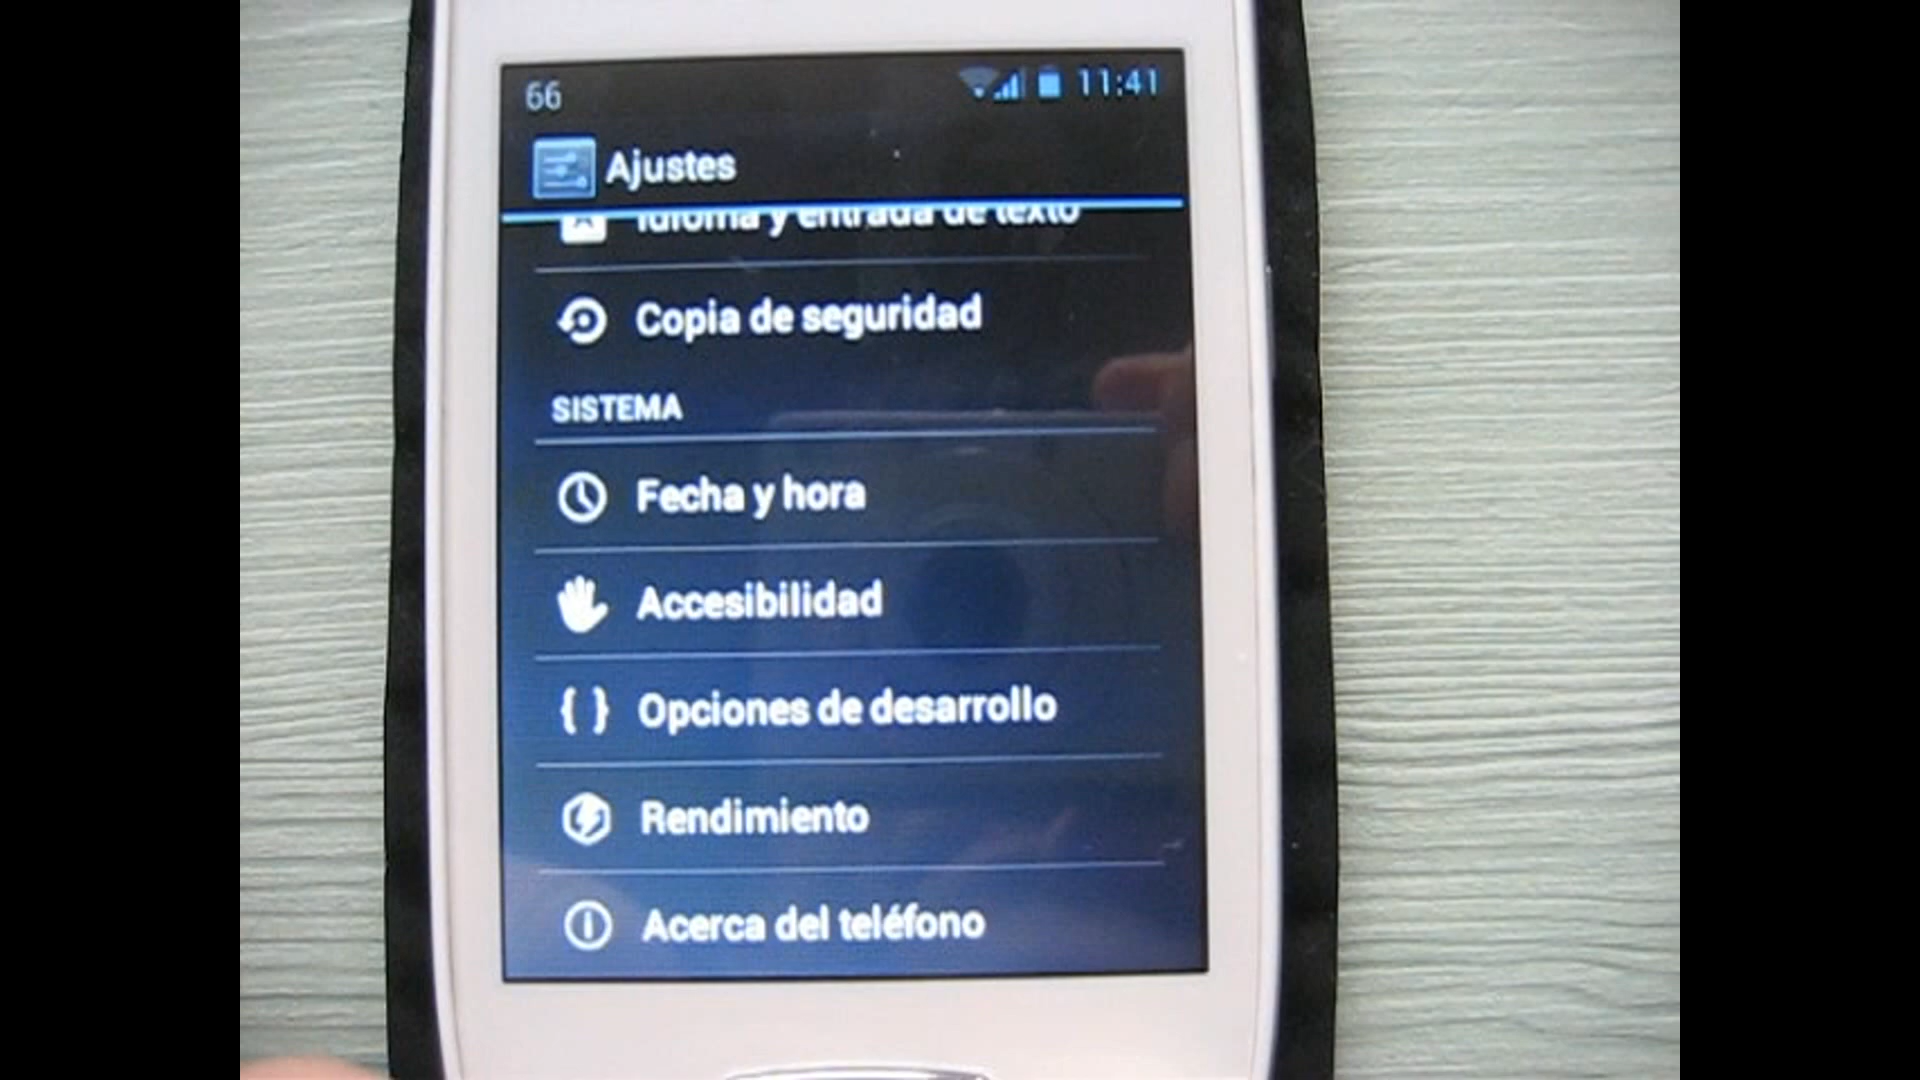 66 11:41
Ajustes
Idioma y entrada de texto
Copia de seguridad
SISTEMA
Fecha y hora
Accesibilidad
{ } Opciones de desarrollo
Rendimiento
Acerca del teléfono